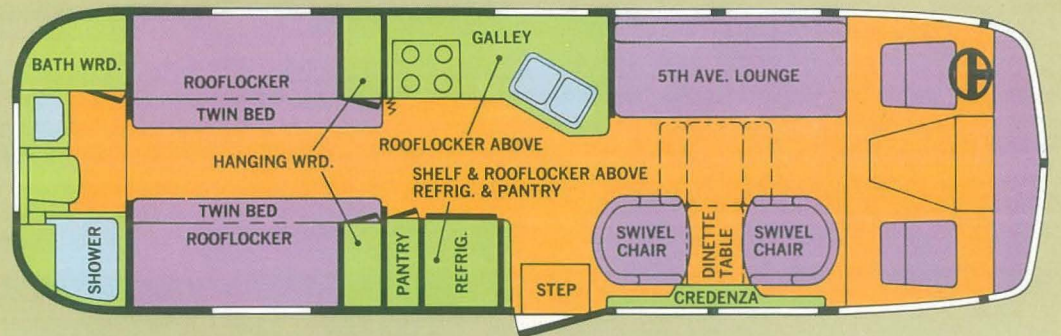 GALLEY
BATH WRD.
ROOFLOCKER
5TH AVE. LOUNGE
TWIN BED
ROOFLOCKER ABOVE
HANGING WRD.
SHELF & ROOFLOCKER ABOVE
REFRIG. & PANTRY
TWIN BED
ROOFLOCKER
SHOWER
PANTRY
REFRIG.
SWIVEL
CHAIR
DINETTE
TABLE
SWIVEL
CHAIR
STEP
CREDENZA